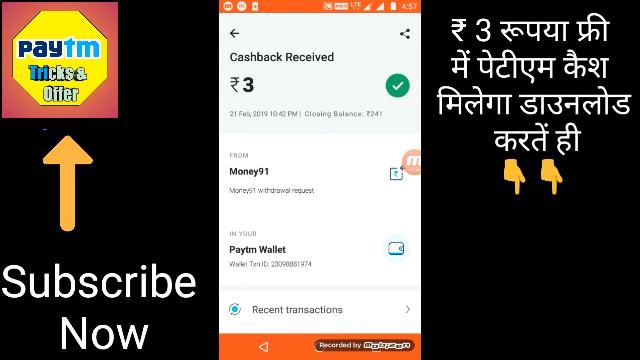 paytm
Tricks &
Offer
Subscribe
Now
4:57
Cashback Received
₹3
21 Feb, 2019 10:42 PM | Closing Balance: ₹241
FROM
Money91
Money91 withdrawal request
IN YOUR
Paytm Wallet
Wallet Txn ID: 23098881974
Recent transactions
Recorded by
₹ 3 रूपया फ्री
में पेटीएम कैश
मिलेगा डाउनलोड
करतें ही